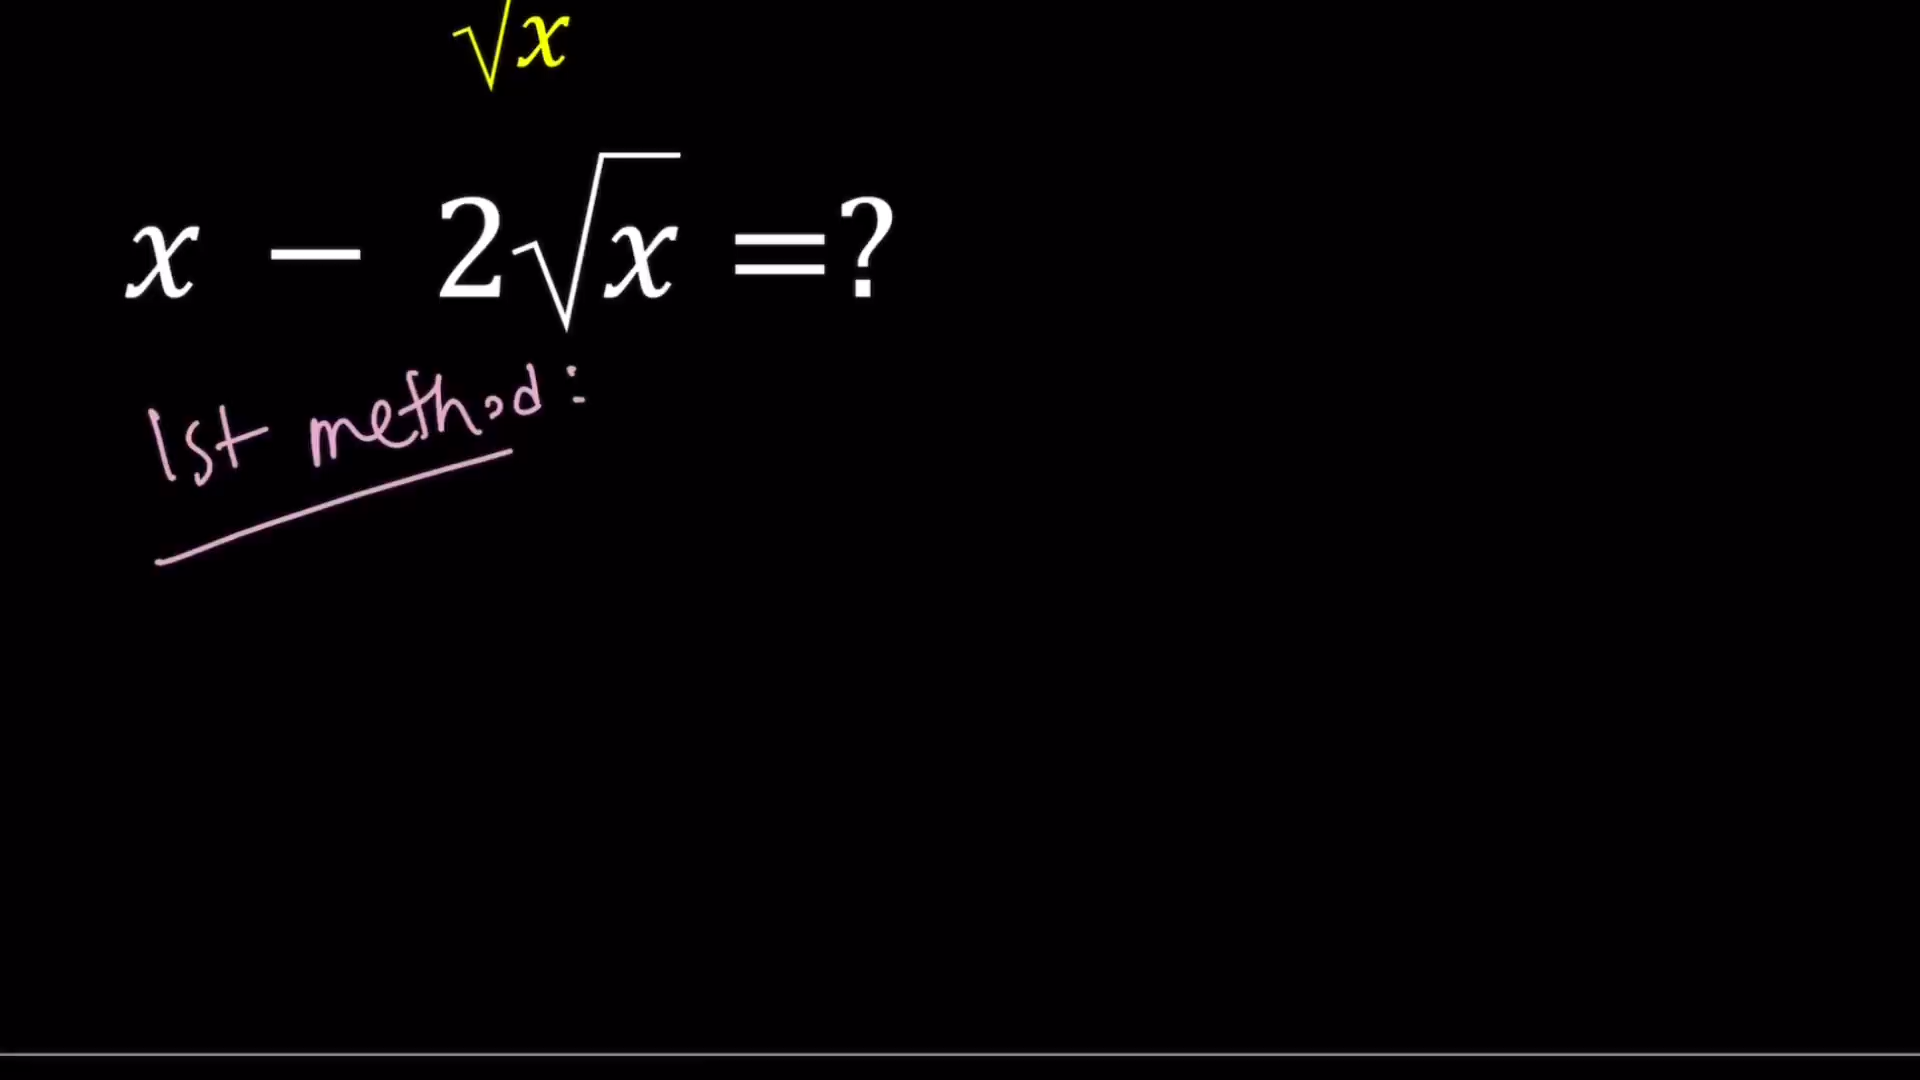 √x
x − 2√x =?
1st method: